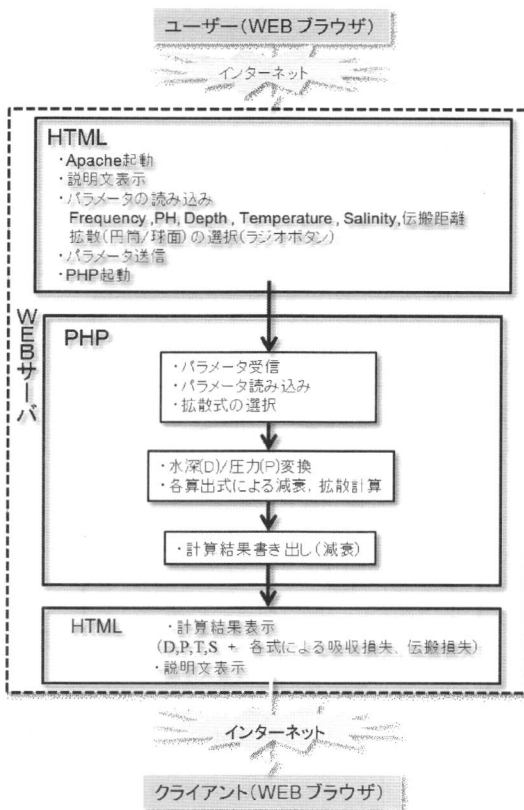 ユーザー(WEBブラウザ)
インターネット
HTML
・Apache起動
・説明文表示
・パラメータの読み込み
Frequency ,PH, Depth , Temperature , Salinity,伝搬距離
拡散(円筒/球面)の選択(ラジオボタン)
・パラメータ送信
・PHP起動
WEBサーバ
PHP
・パラメータ受信
・パラメータ読み込み
・拡散式の選択
・水深(D)/圧力(P)変換
・各算出式による減衰, 拡散計算
・計算結果書き出し(減衰)
HTML ・計算結果表示
(D,P,T,S + 各式による吸収損失、伝搬損失)
・説明文表示
インターネット
クライアント(WEBブラウザ)